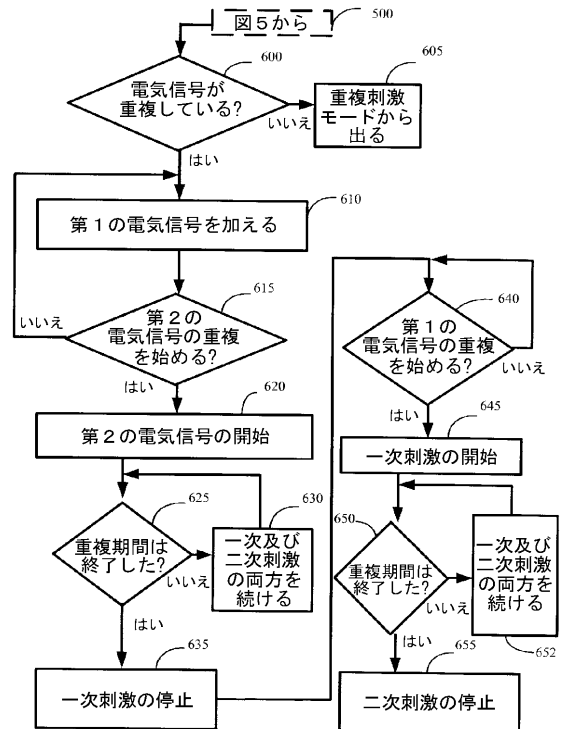 図５から
500
600
電気信号が
重複している?
いいえ
はい
605
重複刺激
モードから
出る
610
第１の電気信号を加える
615
第２の
電気信号の重複
を始める?
いいえ
はい
620
第２の電気信号の開始
625
重複期間は
終了した?
いいえ
はい
630
一次及び
二次刺激
の両方を
続ける
635
一次刺激の停止
640
第１の
電気信号の重複
を始める?
いいえ
はい
645
一次刺激の開始
650
重複期間は
終了した?
いいえ
はい
一次及び
二次刺激
の両方を
続ける
652
655
二次刺激の停止